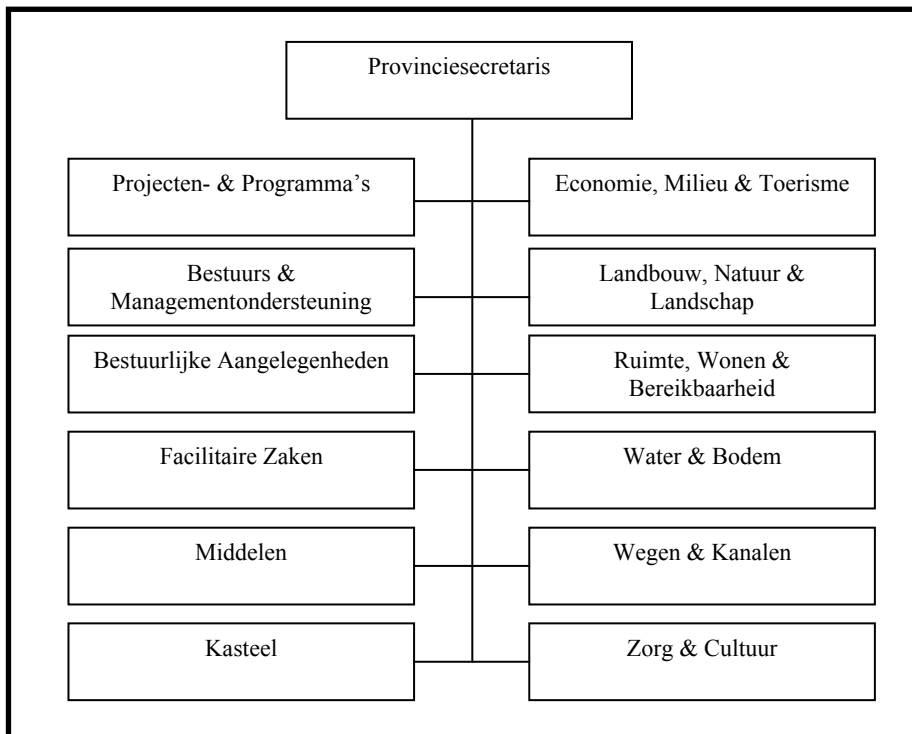 Provinciesecretaris
Projecten- & Programma's
Economie, Milieu & Toerisme
Bestuurs &
Managementondersteuning
Landbouw, Natuur &
Landschap
Bestuurlijke Aangelegenheden
Ruimte, Wonen &
Bereikbaarheid
Facilitaire Zaken
Water & Bodem
Middelen
Wegen & Kanalen
Kasteel
Zorg & Cultuur